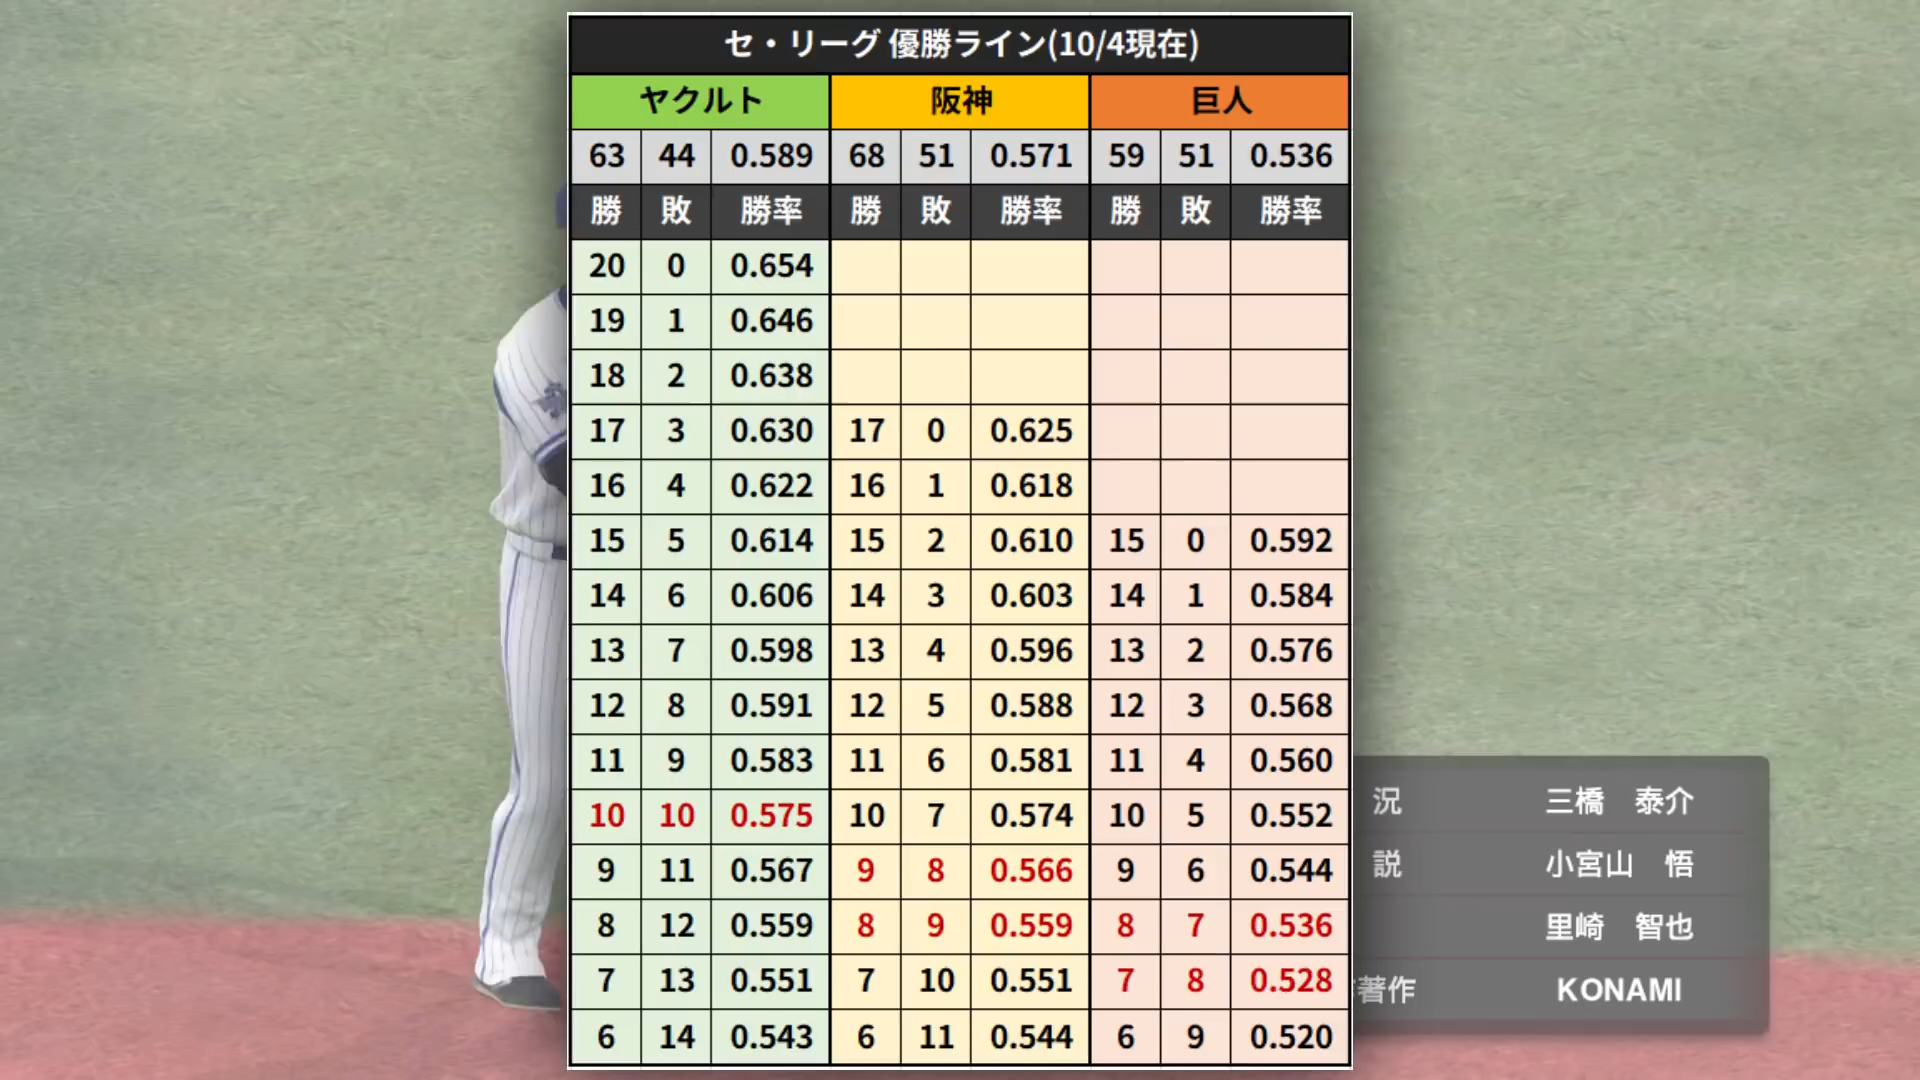 セ・リーグ 優勝ライン(10/4現在)
ヤクルト 阪神 巨人
63 44 0.589 68 51 0.571 59 51 0.536
勝 敗 勝率 勝 敗 勝率 勝 敗 勝率
20 0 0.654
19 1 0.646
18 2 0.638
17 3 0.630 17 0 0.625
16 4 0.622 16 1 0.618
15 5 0.614 15 2 0.610 15 0 0.592
14 6 0.606 14 3 0.603 14 1 0.584
13 7 0.598 13 4 0.596 13 2 0.576
12 8 0.591 12 5 0.588 12 3 0.568
11 9 0.583 11 6 0.581 11 4 0.560
10 10 0.575 10 7 0.574 10 5 0.552
9 11 0.567 9 8 0.566 9 6 0.544
8 12 0.559 8 9 0.559 8 7 0.536
7 13 0.551 7 10 0.551 7 8 0.528
6 14 0.543 6 11 0.544 6 9 0.520
況 三橋 泰介
説 小宮山 悟
里崎 智也
著作 KONAMI